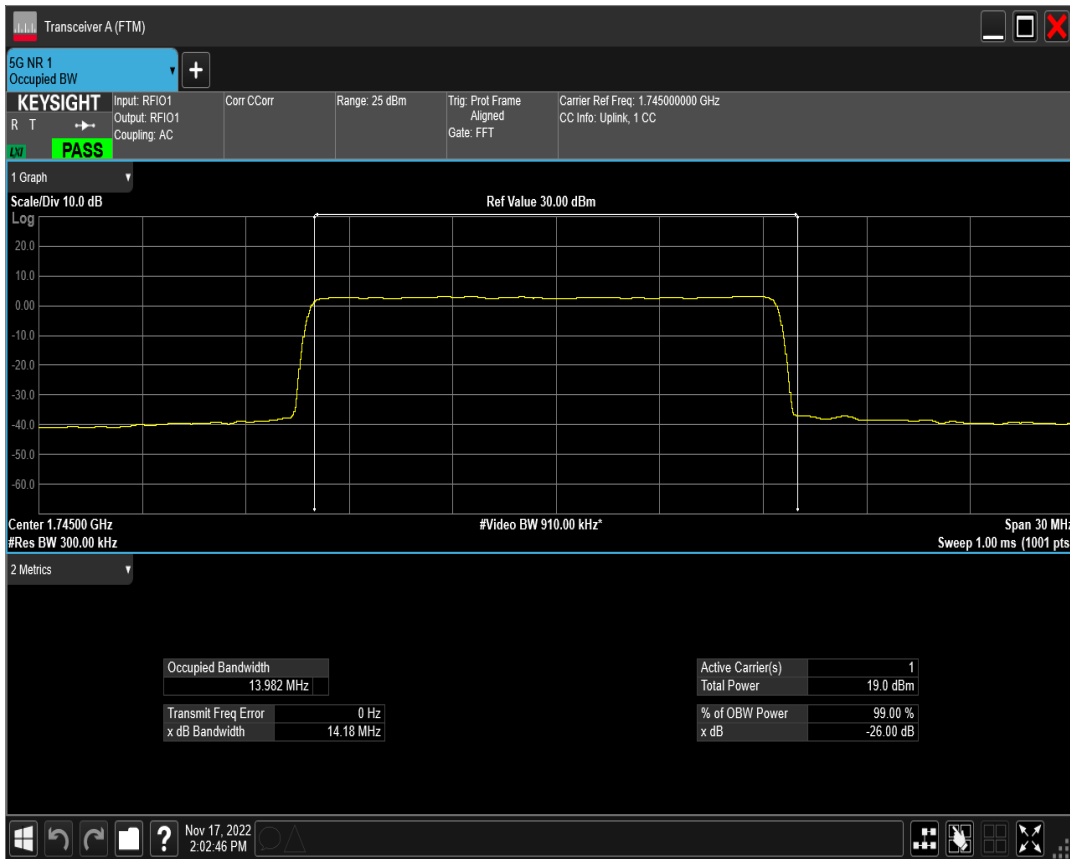 Transceiver A (FTM)
5G NR 1
Occupied BW
+
KEYSIGHT
R T
LXI
PASS
Input: RFIO1
Output: RFIO1
Coupling: AC
Corr CCorr
Range: 25 dBm
Trig: Prot Frame
Aligned
Gate: FFT
Carrier Ref Freq: 1.745000000 GHz
CC Info: Uplink, 1 CC
1 Graph
Scale/Div 10.0 dB
Ref Value 30.00 dBm
Log
20.0
10.0
0.00
-10.0
-20.0
-30.0
-40.0
-50.0
-60.0
Center 1.74500 GHz
#Video BW 910.00 kHz*
Span 30 MHz
#Res BW 300.00 kHz
Sweep 1.00 ms (1001 pts
2 Metrics
Occupied Bandwidth
13.982 MHz
Transmit Freq Error 0 Hz
x dB Bandwidth 14.18 MHz
Active Carrier(s) 1
Total Power 19.0 dBm
% of OBW Power 99.00 %
x dB -26.00 dB
?
Nov 17, 2022
2:02:46 PM